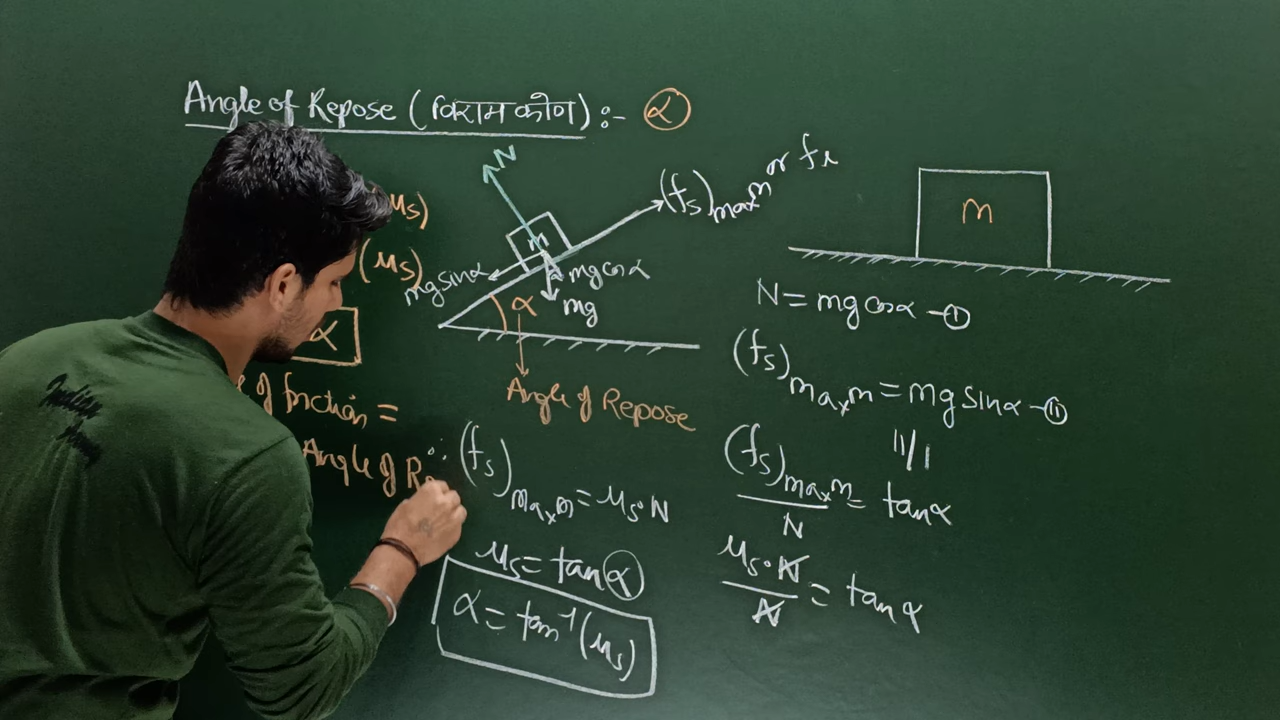 Angle of Repose (विराम कोण) :- α
N
(fs)maxm or fl
m
mg sinα
mg cosα
mg
α
Angle of Repose
μs)
(μs)
α
of friction =
Angle of R
∵ (fs)maxm = μs·N
μs = tanα
α = tan⁻¹(μs)
m
N = mg cosα –①
(fs)maxm = mg sinα –⑪
11/1
(fs)maxm/N = tanα
μs·N/N = tanα